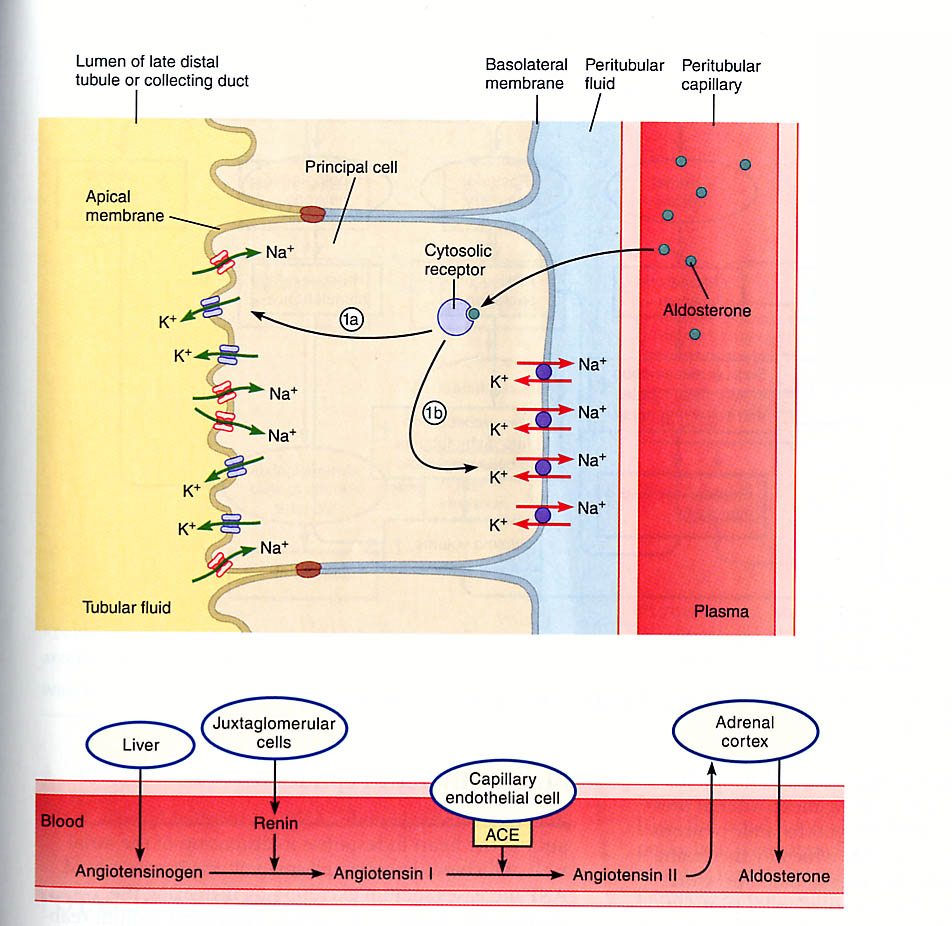 Lumen of late distal
tubule or collecting duct
Basolateral
membrane
Peritubular
fluid
Peritubular
capillary
Principal cell
Apical
membrane
Cytosolic
receptor
Na+
K+
1a
Aldosterone
K+
Na+
K+
Na+
1b
Na+
K+
Na+
K+
Na+
K+
K+
Na+
K+
Na+
Tubular fluid
Plasma
Liver
Juxtaglomerular
cells
Adrenal
cortex
Capillary
endothelial cell
Blood
Renin
ACE
Angiotensinogen
Angiotensin I
Angiotensin II
Aldosterone